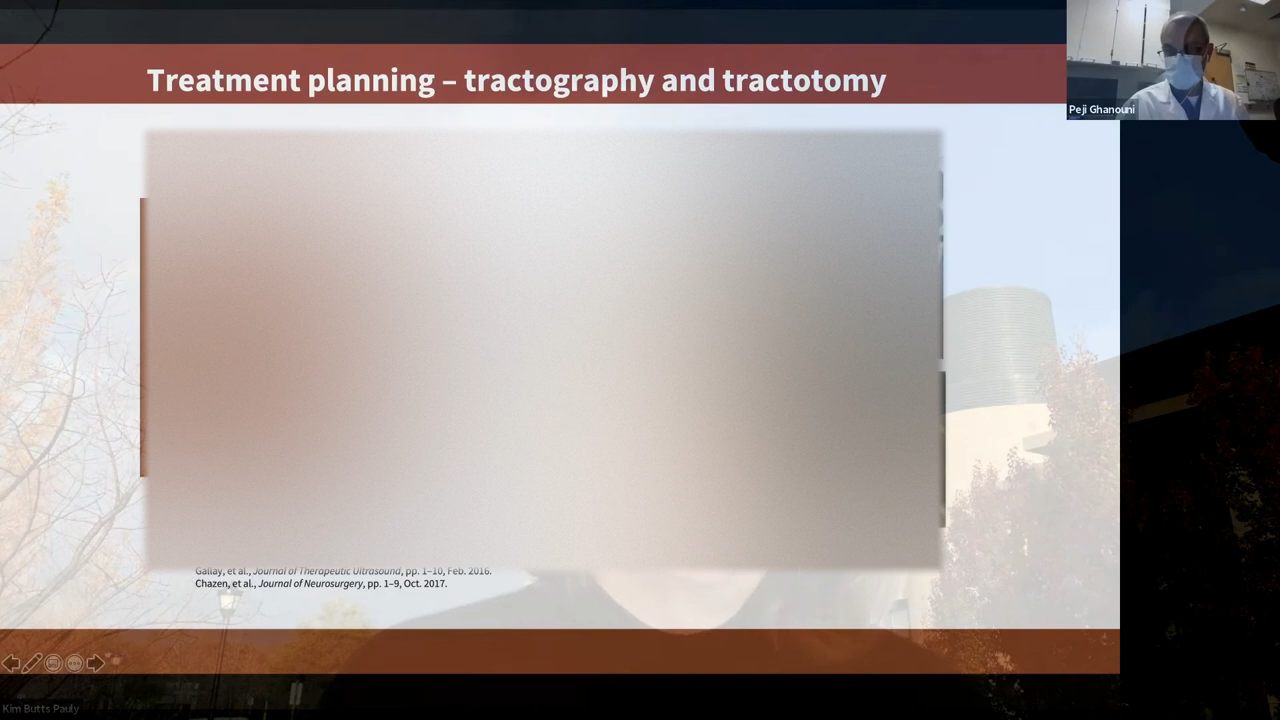 Treatment planning – tractography and tractotomy
Peji Ghanouni
Gallay, et al., Journal of Therapeutic Ultrasound, pp. 1–10, Feb. 2016.
Chazen, et al., Journal of Neurosurgery, pp. 1–9, Oct. 2017.
Kim Butts Pauly